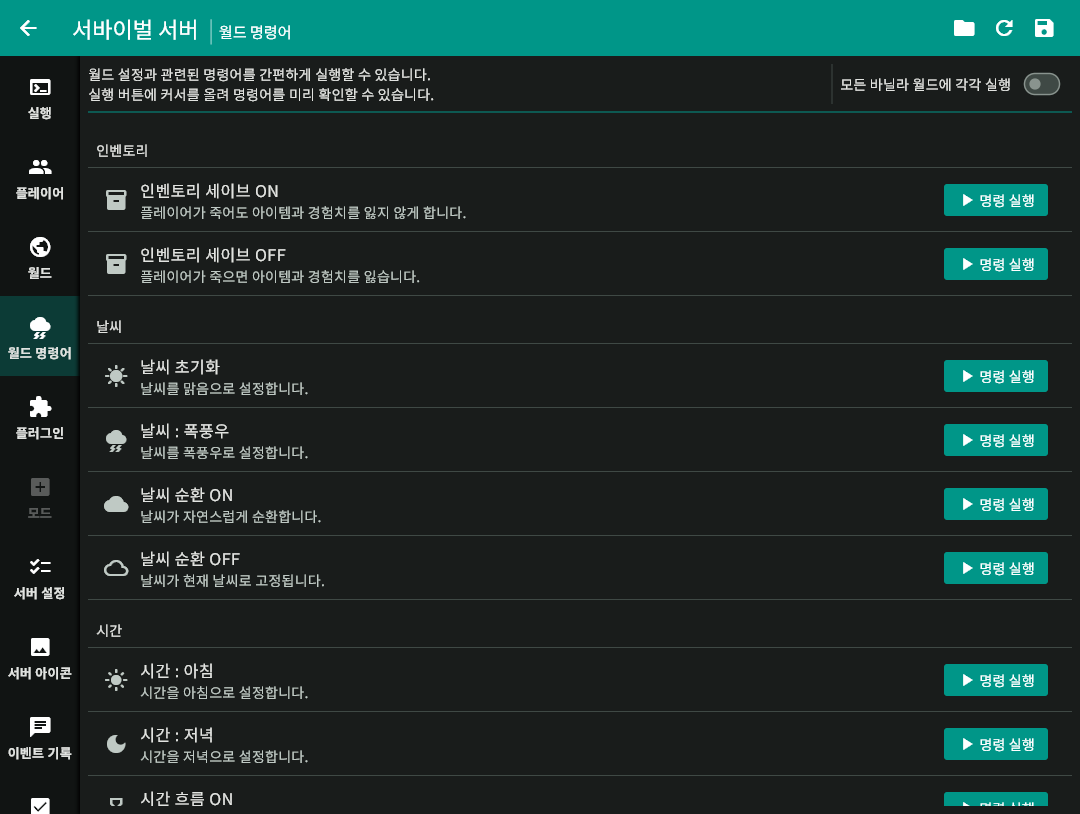 서바이벌 서버
월드 명령어
실행
플레이어
월드
월드 명령어
플러그인
모드
서버 설정
서버 아이콘
이벤트 기록
월드 설정과 관련된 명령어를 간편하게 실행할 수 있습니다.
실행 버튼에 커서를 올려 명령어를 미리 확인할 수 있습니다.
모든 바닐라 월드에 각각 실행
인벤토리
인벤토리 세이브 ON
플레이어가 죽어도 아이템과 경험치를 잃지 않게 합니다.
명령 실행
인벤토리 세이브 OFF
플레이어가 죽으면 아이템과 경험치를 잃습니다.
명령 실행
날씨
날씨 초기화
날씨를 맑음으로 설정합니다.
명령 실행
날씨 : 폭풍우
날씨를 폭풍우로 설정합니다.
명령 실행
날씨 순환 ON
날씨가 자연스럽게 순환합니다.
명령 실행
날씨 순환 OFF
날씨가 현재 날씨로 고정됩니다.
명령 실행
시간
시간 : 아침
시간을 아침으로 설정합니다.
명령 실행
시간 : 저녁
시간을 저녁으로 설정합니다.
명령 실행
시간 흐름 ON
명령 실행